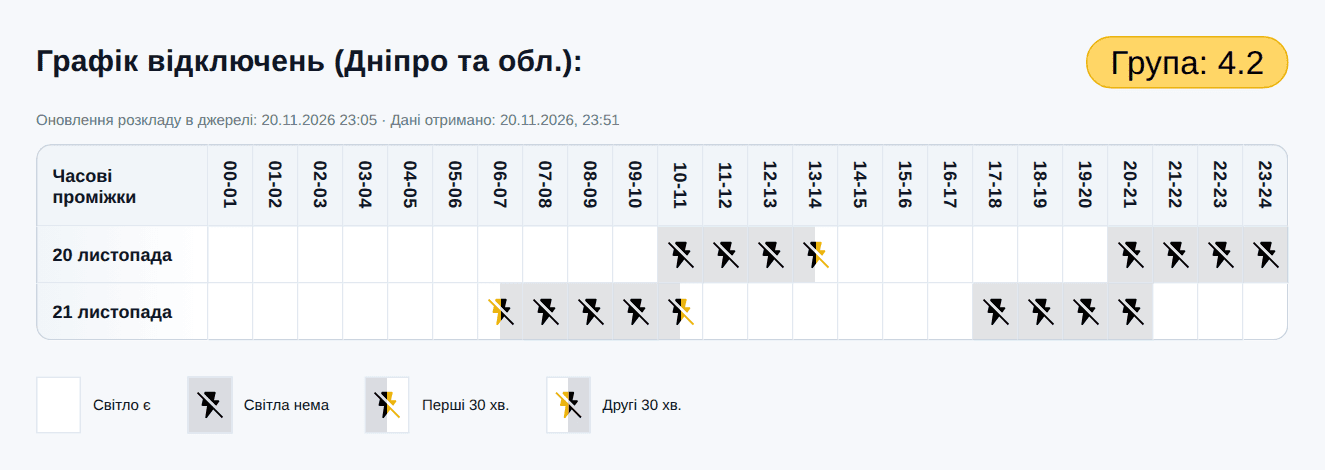 Графік відключень (Дніпро та обл.):
Група: 4.2
Оновлення розкладу в джерелі: 20.11.2026 23:05 · Дані отримано: 20.11.2026, 23:51
Часові
проміжки
00-01
01-02
02-03
03-04
04-05
05-06
06-07
07-08
08-09
09-10
10-11
11-12
12-13
13-14
14-15
15-16
16-17
17-18
18-19
19-20
20-21
21-22
22-23
23-24
20 листопада
21 листопада
Світло є
Світла нема
Перші 30 хв.
Другі 30 хв.